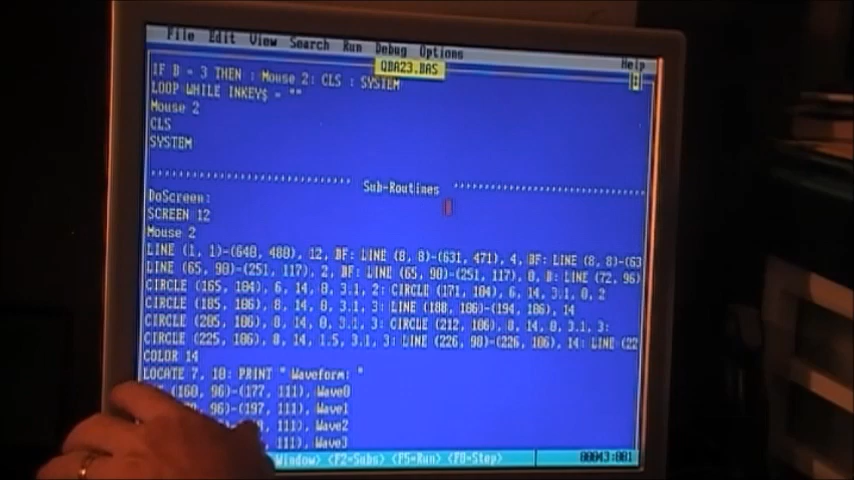 File Edit View Search Run Debug Options Help
QBA23.BAS
IF B = 3 THEN : Mouse 2: CLS : SYSTEM
LOOP WHILE INKEY$ = ""
Mouse 2
CLS
SYSTEM
Sub-Routines
DoScreen:
SCREEN 12
Mouse 2
LINE (1, 1)-(640, 480), 12, BF: LINE (8, 8)-(631, 471), 4, BF: LINE (8, 8)-(63
LINE (65, 90)-(251, 117), 2, BF: LINE (65, 90)-(251, 117), 8, B: LINE (72, 96)
CIRCLE (165, 104), 6, 14, 0, 3.1, 2: CIRCLE (171, 104), 6, 14, 3.1, 0, 2
CIRCLE (185, 106), 8, 14, 0, 3.1, 3: LINE (188, 106)-(194, 106), 14
CIRCLE (205, 106), 8, 14, 0, 3.1, 3: CIRCLE (212, 106), 8, 14, 0, 3.1, 3:
CIRCLE (225, 106), 8, 14, 1.5, 3.1, 3: LINE (226, 98)-(226, 106), 14: LINE (22
COLOR 14
LOCATE 7, 10: PRINT " Waveform: "
(160, 96)-(177, 111), Wave0
96)-(197, 111), Wave1
111), Wave2
111), Wave3
Window> <F2=Subs> <F5=Run> <F8=Step> 00043:001